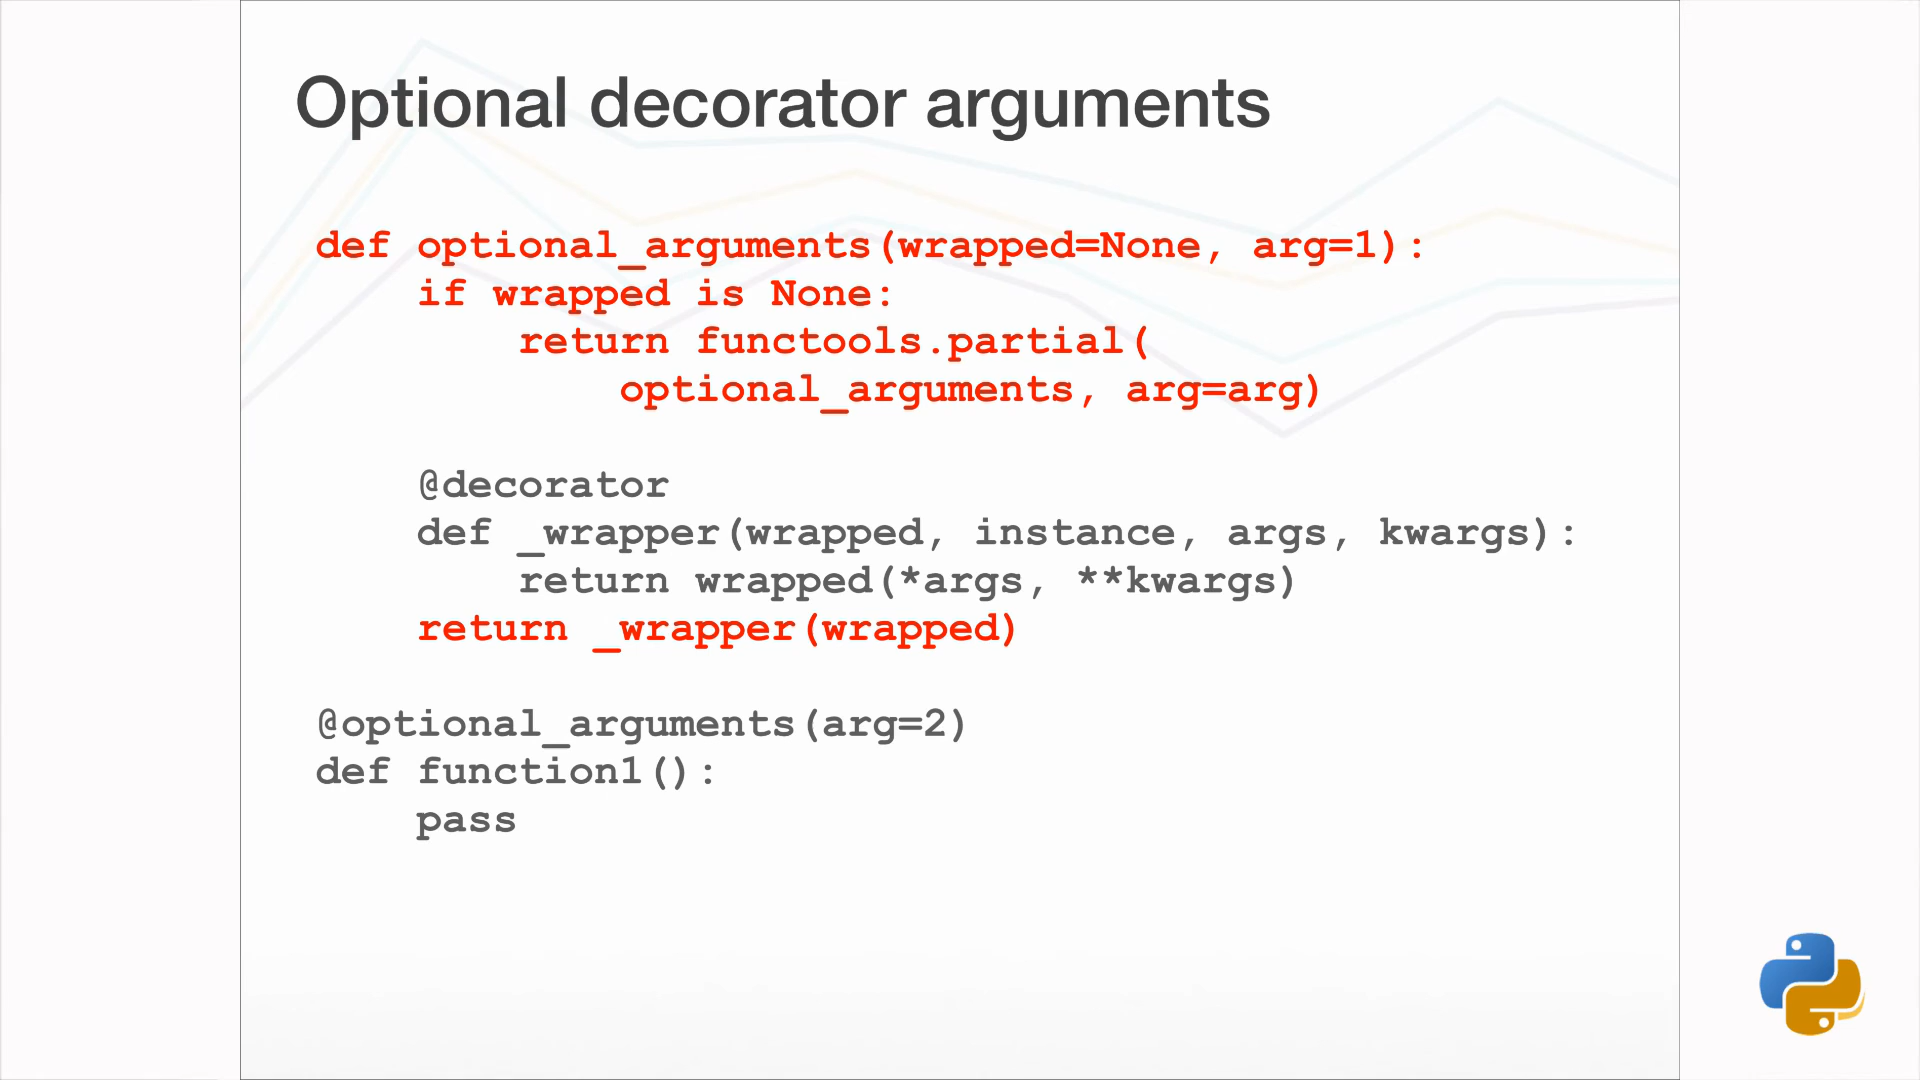 Optional decorator arguments
def optional_arguments(wrapped=None, arg=1):
    if wrapped is None:
        return functools.partial(
            optional_arguments, arg=arg)
    @decorator
    def _wrapper(wrapped, instance, args, kwargs):
        return wrapped(*args, **kwargs)
    return _wrapper(wrapped)
@optional_arguments(arg=2)
def function1():
    pass